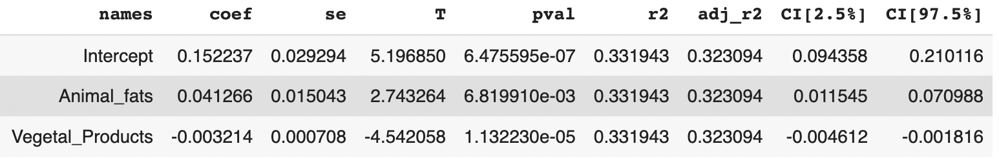 names coef se T pval r2 adj_r2 CI[2.5%] CI[97.5%]
Intercept 0.152237 0.029294 5.196850 6.475595e-07 0.331943 0.323094 0.094358 0.210116
Animal_fats 0.041266 0.015043 2.743264 6.819910e-03 0.331943 0.323094 0.011545 0.070988
Vegetal_Products -0.003214 0.000708 -4.542058 1.132230e-05 0.331943 0.323094 -0.004612 -0.001816